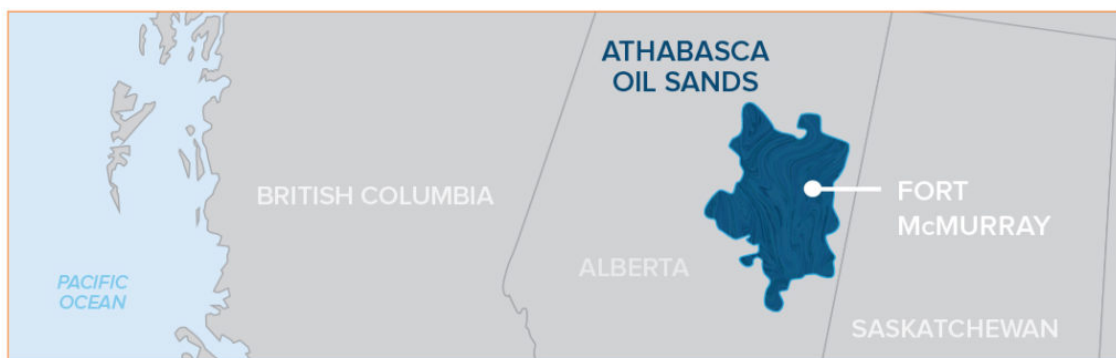 ATHABASCA
OIL SANDS
BRITISH COLUMBIA
FORT
McMURRAY
ALBERTA
PACIFIC
OCEAN
SASKATCHEWAN